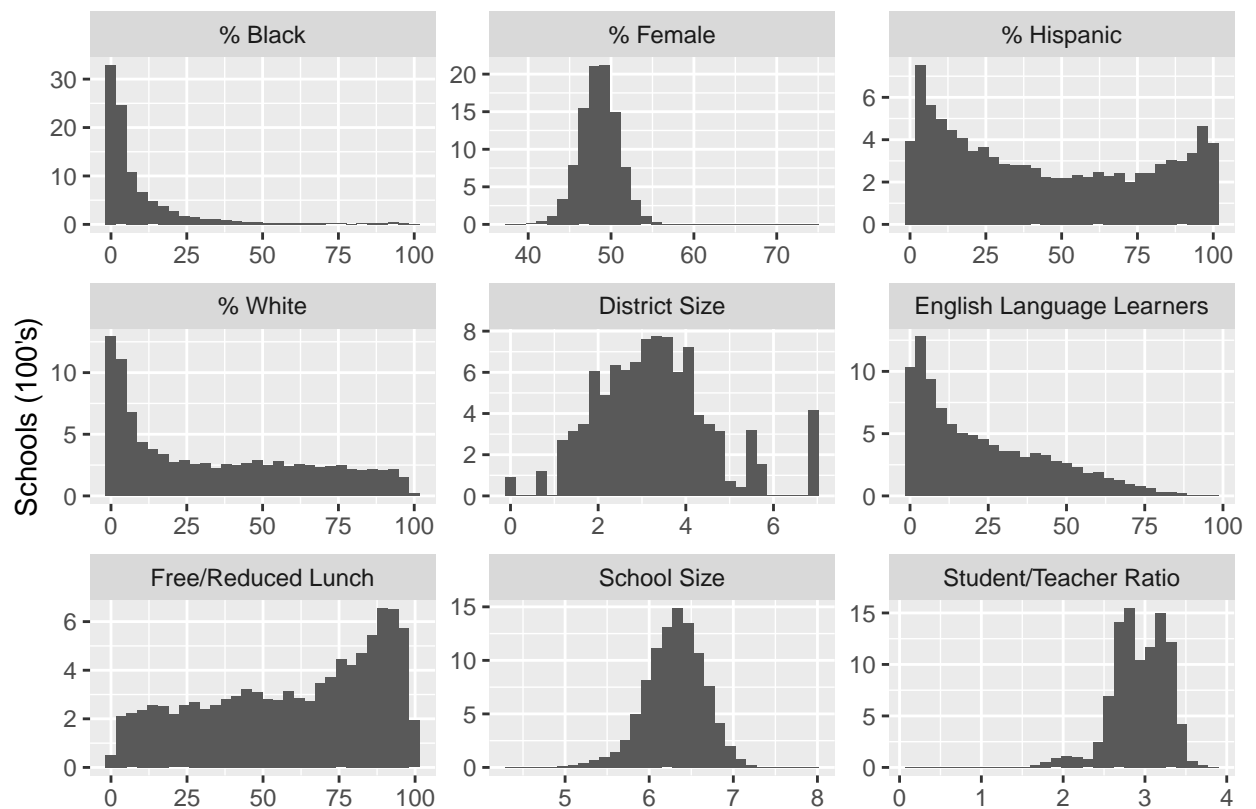 % Black
% Female
% Hispanic
30
20
10
0
0 25 50 75 100
20
15
10
5
0
40 50 60 70
6
4
2
0
0 25 50 75 100
Schools (100's)
% White
District Size
English Language Learners
10
5
0
0 25 50 75 100
8
6
4
2
0
0 2 4 6
10
5
0
0 25 50 75 100
Free/Reduced Lunch
School Size
Student/Teacher Ratio
6
4
2
0
0 25 50 75 100
15
10
5
0
5 6 7 8
15
10
5
0
0 1 2 3 4